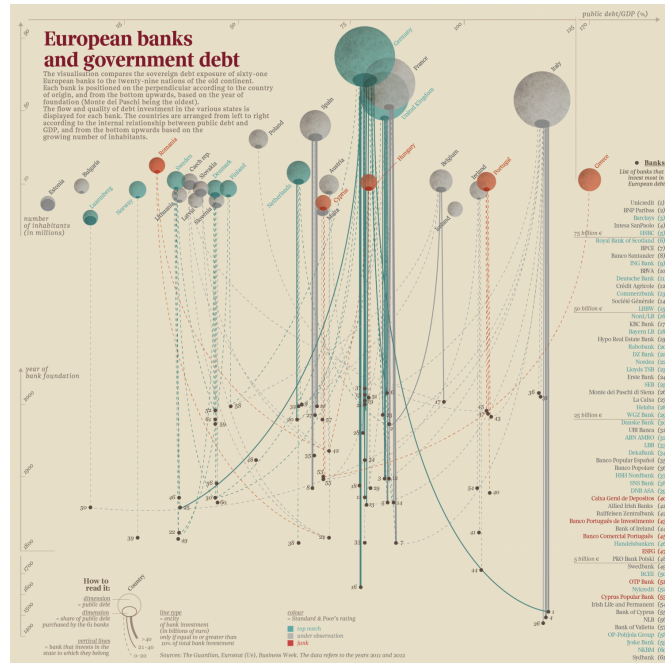 public debt/GDP (%)
European banks
and government debt
The visualisation compares the sovereign debt exposure of sixty-one
European banks to the twenty-nine nations of the old continent.
Each bank is positioned on the perpendicular according to the country
of origin, and from the bottom upwards, based on the year of
foundation (Monte dei Paschi being the oldest).
The flow and quality of debt investment in the various states is
displayed for each bank. The countries are arranged from left to right
according to the internal relationship between public debt and
GDP, and from the bottom upwards based on the
growing number of inhabitants.
Germany
France
Italy
United Kingdom
Spain
Poland
Romania
Sweden
Czech rep.
Slovakia
Denmark
Finland
Bulgaria
Estonia
Luxembourg
Norway
Lithuania
Latvia
Slovenia
Netherlands
Austria
Cyprus
Malta
Hungary
Belgium
Iceland
Ireland
Portugal
Greece
number
of inhabitants
(in millions)
year of
bank foundation
2000
1900
1800
1700
1600
1500
1400
Banks
List of banks that
invest most in
European debt
Unicredit (1)
BNP Paribas (2)
Barclays (3)
Intesa SanPaolo (4)
75 billion €
HSBC (5)
Royal Bank of Scotland (6)
BPCE (7)
Banco Santander (8)
ING Bank (9)
BBVA (10
Deutsche Bank (11
Crédit Agricole (12
Commerzbank (13
Société Générale (14
50 billion €
LBBW (15
Nord/LB (16
KBC Bank (17
Bayern LB (18
Hypo Real Estate Bank (19
Rabobank (20
DZ Bank (21
Nordea (22
Lloyds TSB (23
Erste Bank (24
SEB (25
Monte dei Paschi di Siena (26
La Caixa (27
Helaba (28
25 billion €
WGZ Bank (29
Danske Bank (30
UBI Banca (31
ABN AMRO (32
LBB (33
DekaBank (34
Banco Popular Español (35
Banco Popolare (36
HSH Nordbank (37
SNS Bank (38
DNB ASA (39
Caixa Geral de Depositos (40
Allied Irish Banks (41
Raiffeisen Zentralbank (42
Banco Português de Investimento (43
Bank of Ireland (44
Banco Comercial Português (45
Handelsbanken (46
ESFG (47
5 billion €
PKO Bank Polski (48
Swedbank (49
BCEE (50
OTP Bank (51
Nykredit (52
Cyprus Popular Bank (53
Irish Life and Permanent (54
Bank of Cyprus (55
NLB (56
Bank of Valletta (57
OP-Pohjola Group (58
Jyske Bank (59
NKBM (60
Sydbank (61
How to
read it:
Country
dimension
= public debt
dimension
= share of public debt
purchased by the 61 banks
vertical lines
= bank that invests in the
state to which they belong
>40
21-40
0-20
line type
= entity
of bank investment
(in billions of euro)
only if equal to or greater than
10% of total bank investment
colour
= Standard & Poor's rating
top notch
under observation
junk
Sources: The Guardian, Eurostat (Ue), Business Week. The data refers to the years 2011 and 2012